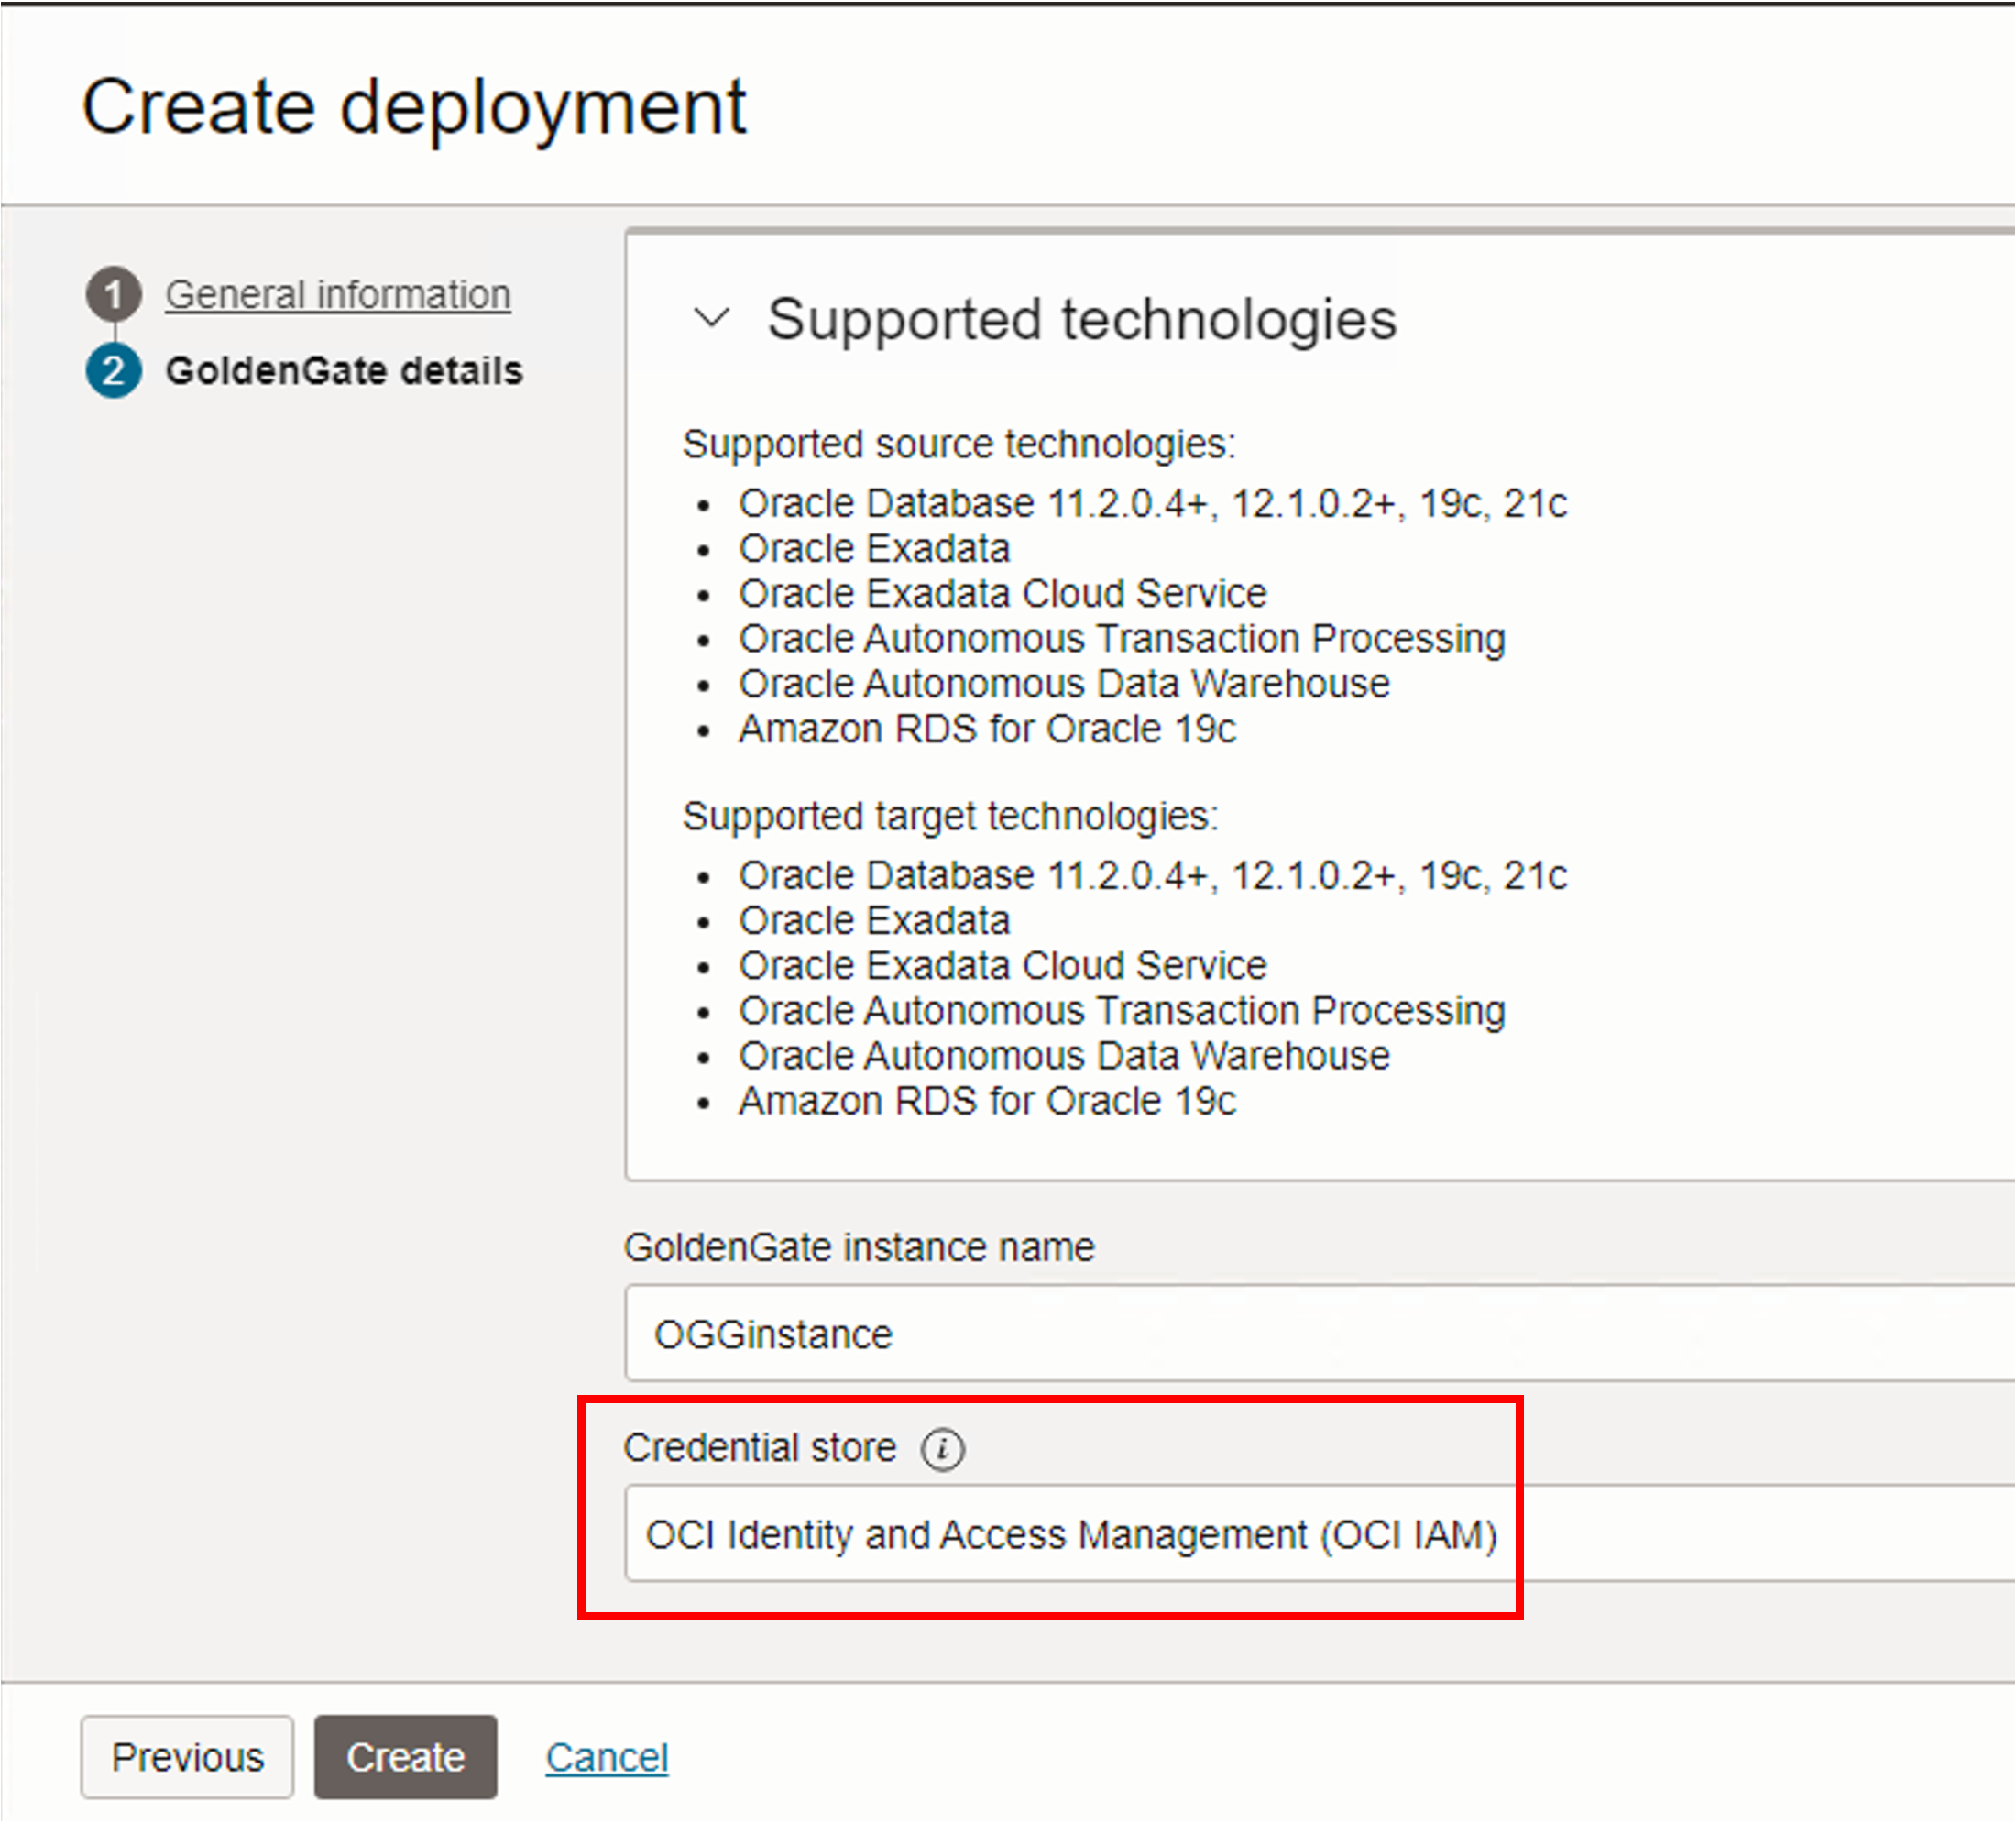 Create deployment
1 General information
2 GoldenGate details
Supported technologies
Supported source technologies:
• Oracle Database 11.2.0.4+, 12.1.0.2+, 19c, 21c
• Oracle Exadata
• Oracle Exadata Cloud Service
• Oracle Autonomous Transaction Processing
• Oracle Autonomous Data Warehouse
• Amazon RDS for Oracle 19c
Supported target technologies:
• Oracle Database 11.2.0.4+, 12.1.0.2+, 19c, 21c
• Oracle Exadata
• Oracle Exadata Cloud Service
• Oracle Autonomous Transaction Processing
• Oracle Autonomous Data Warehouse
• Amazon RDS for Oracle 19c
GoldenGate instance name
OGGinstance
Credential store i
OCI Identity and Access Management (OCI IAM)
Previous Create Cancel